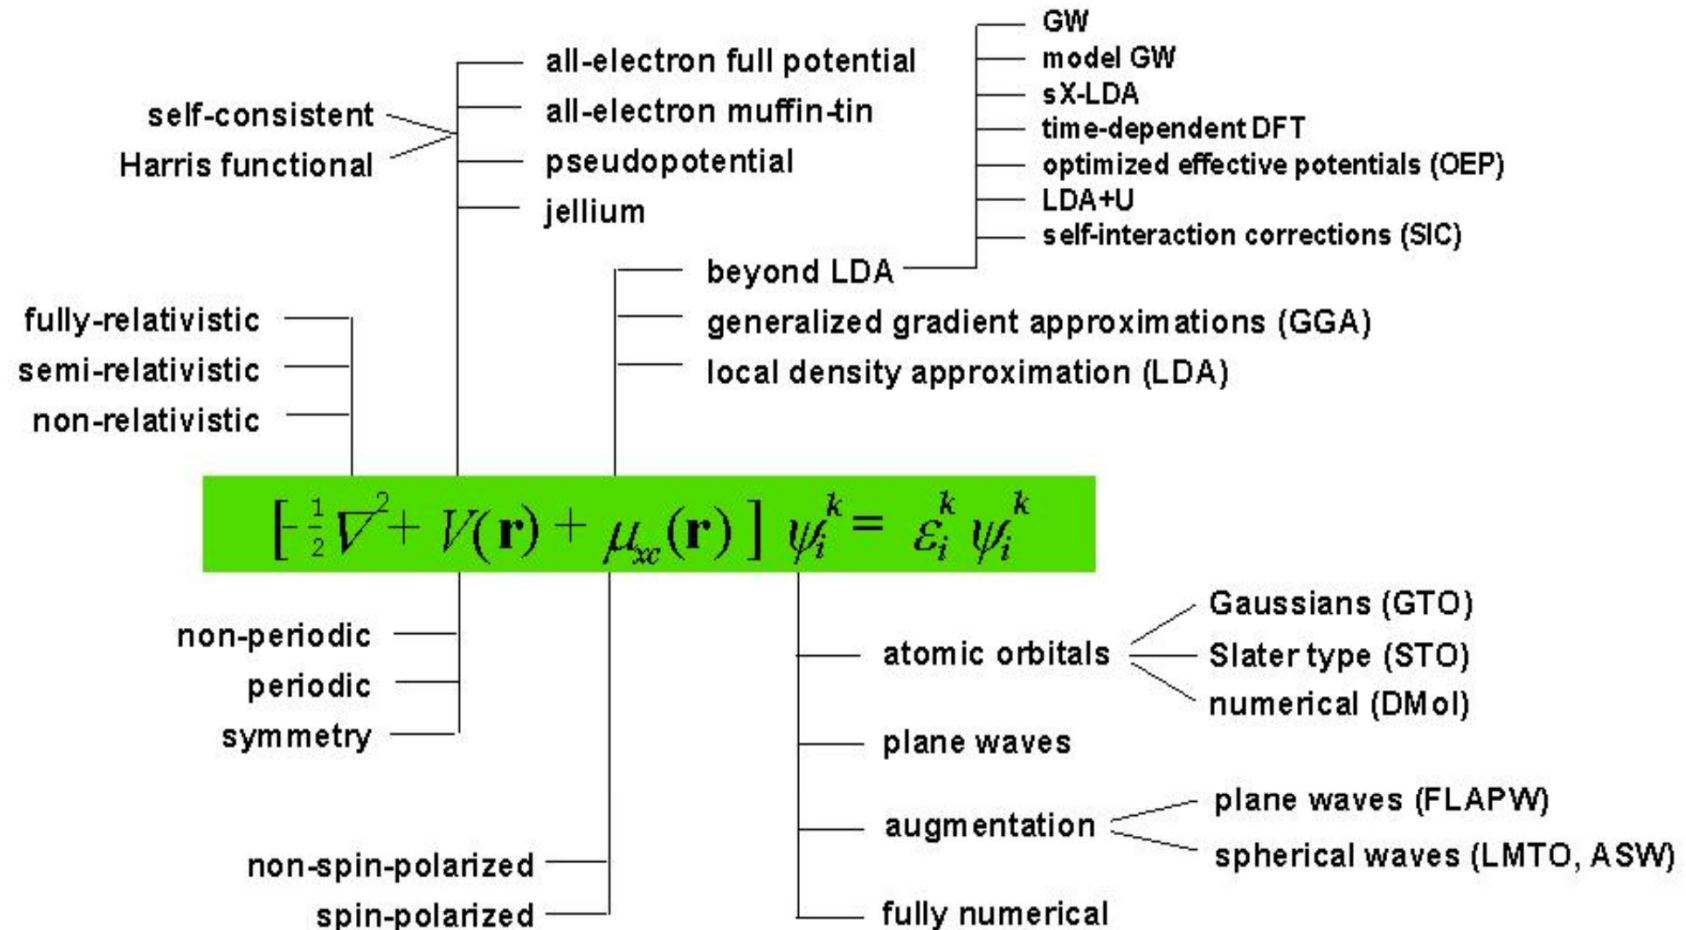 GW
model GW
sX-LDA
time-dependent DFT
optimized effective potentials (OEP)
LDA+U
self-interaction corrections (SIC)
all-electron full potential
all-electron muffin-tin
pseudopotential
jellium
self-consistent
Harris functional
beyond LDA
generalized gradient approximations (GGA)
local density approximation (LDA)
fully-relativistic
semi-relativistic
non-relativistic
[-½∇²+ V(r) + μxc(r) ] ψᵢᵏ = εᵢᵏ ψᵢᵏ
non-periodic
periodic
symmetry
non-spin-polarized
spin-polarized
atomic orbitals
Gaussians (GTO)
Slater type (STO)
numerical (DMol)
plane waves
augmentation
plane waves (FLAPW)
spherical waves (LMTO, ASW)
fully numerical